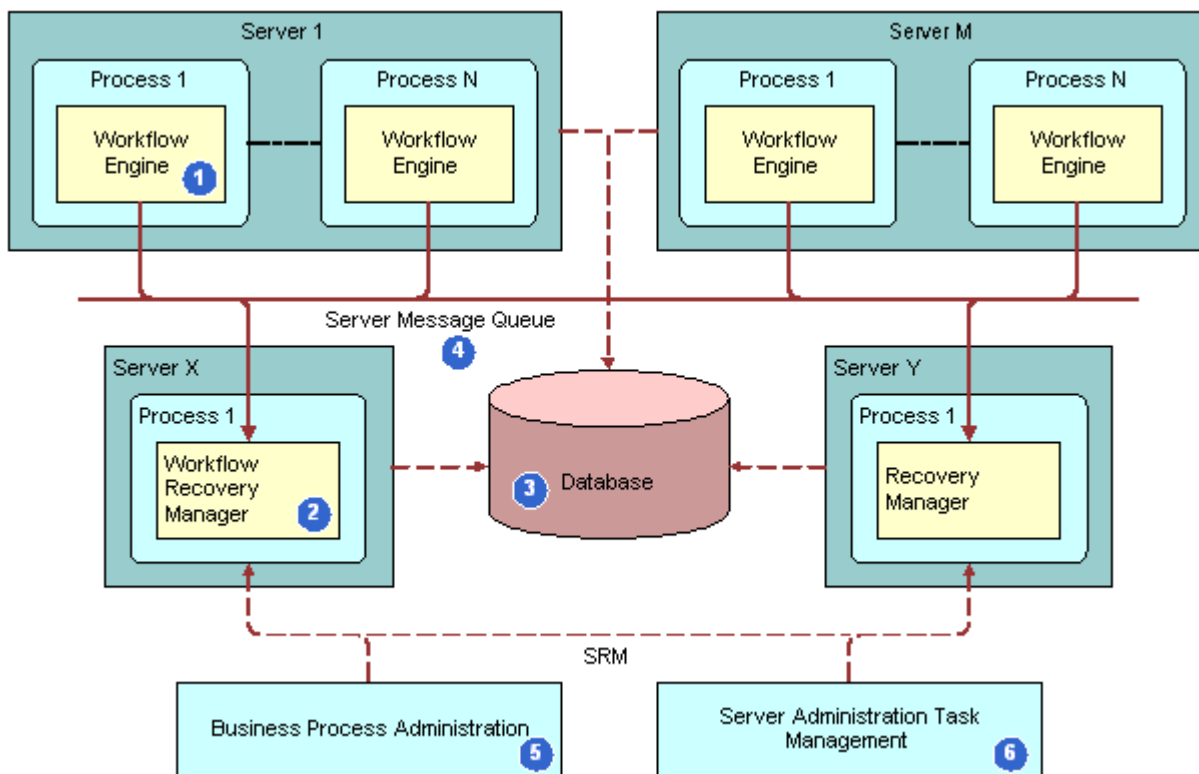 Server 1
Process 1
Workflow
Engine
1
Process N
Workflow
Engine
Server M
Process 1
Workflow
Engine
Process N
Workflow
Engine
Server Message Queue
4
Server X
Process 1
Workflow
Recovery
Manager
2
3
Database
Server Y
Process 1
Recovery
Manager
SRM
Business Process Administration
5
Server Administration Task
Management
6